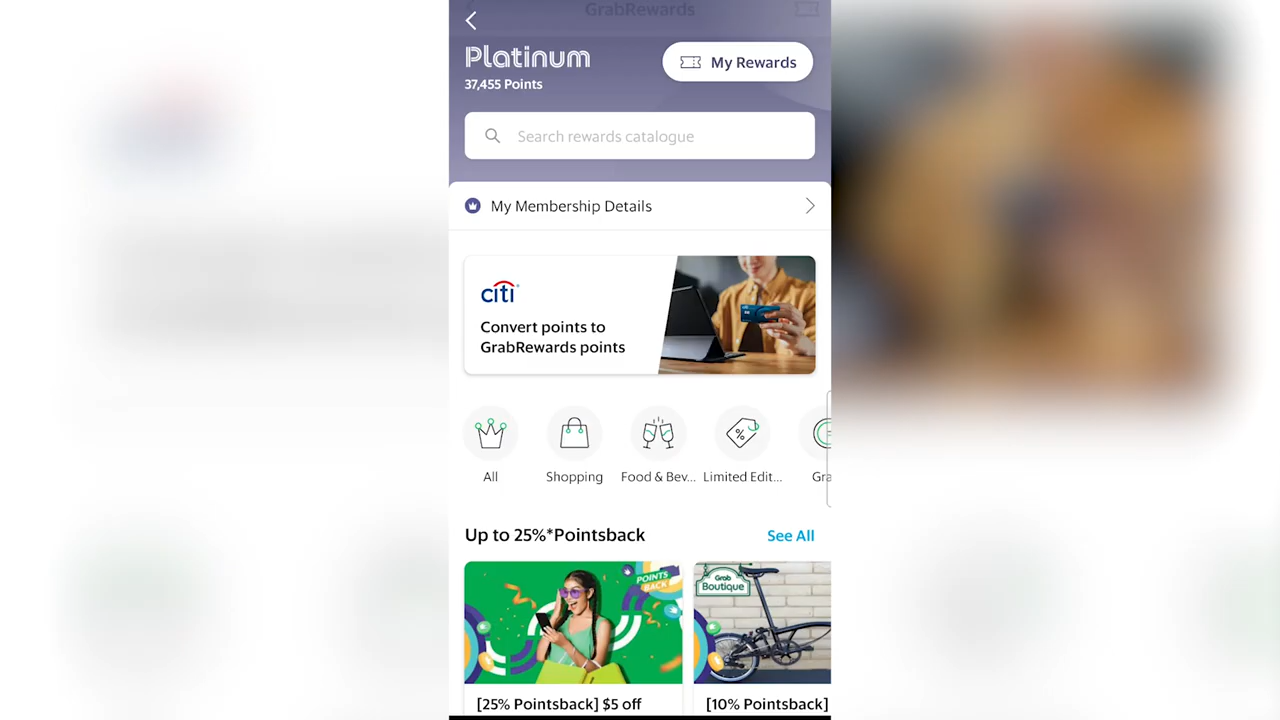 GrabRewards
Platinum
37,455 Points
My Rewards
Search rewards catalogue
My Membership Details
citi
Convert points to
GrabRewards points
All
Shopping
Food & Bev...
Limited Edit...
Gra
Up to 25%*Pointsback
See All
POINTS
BACK
Grab
Boutique
[25% Pointsback] $5 off
[10% Pointsback]